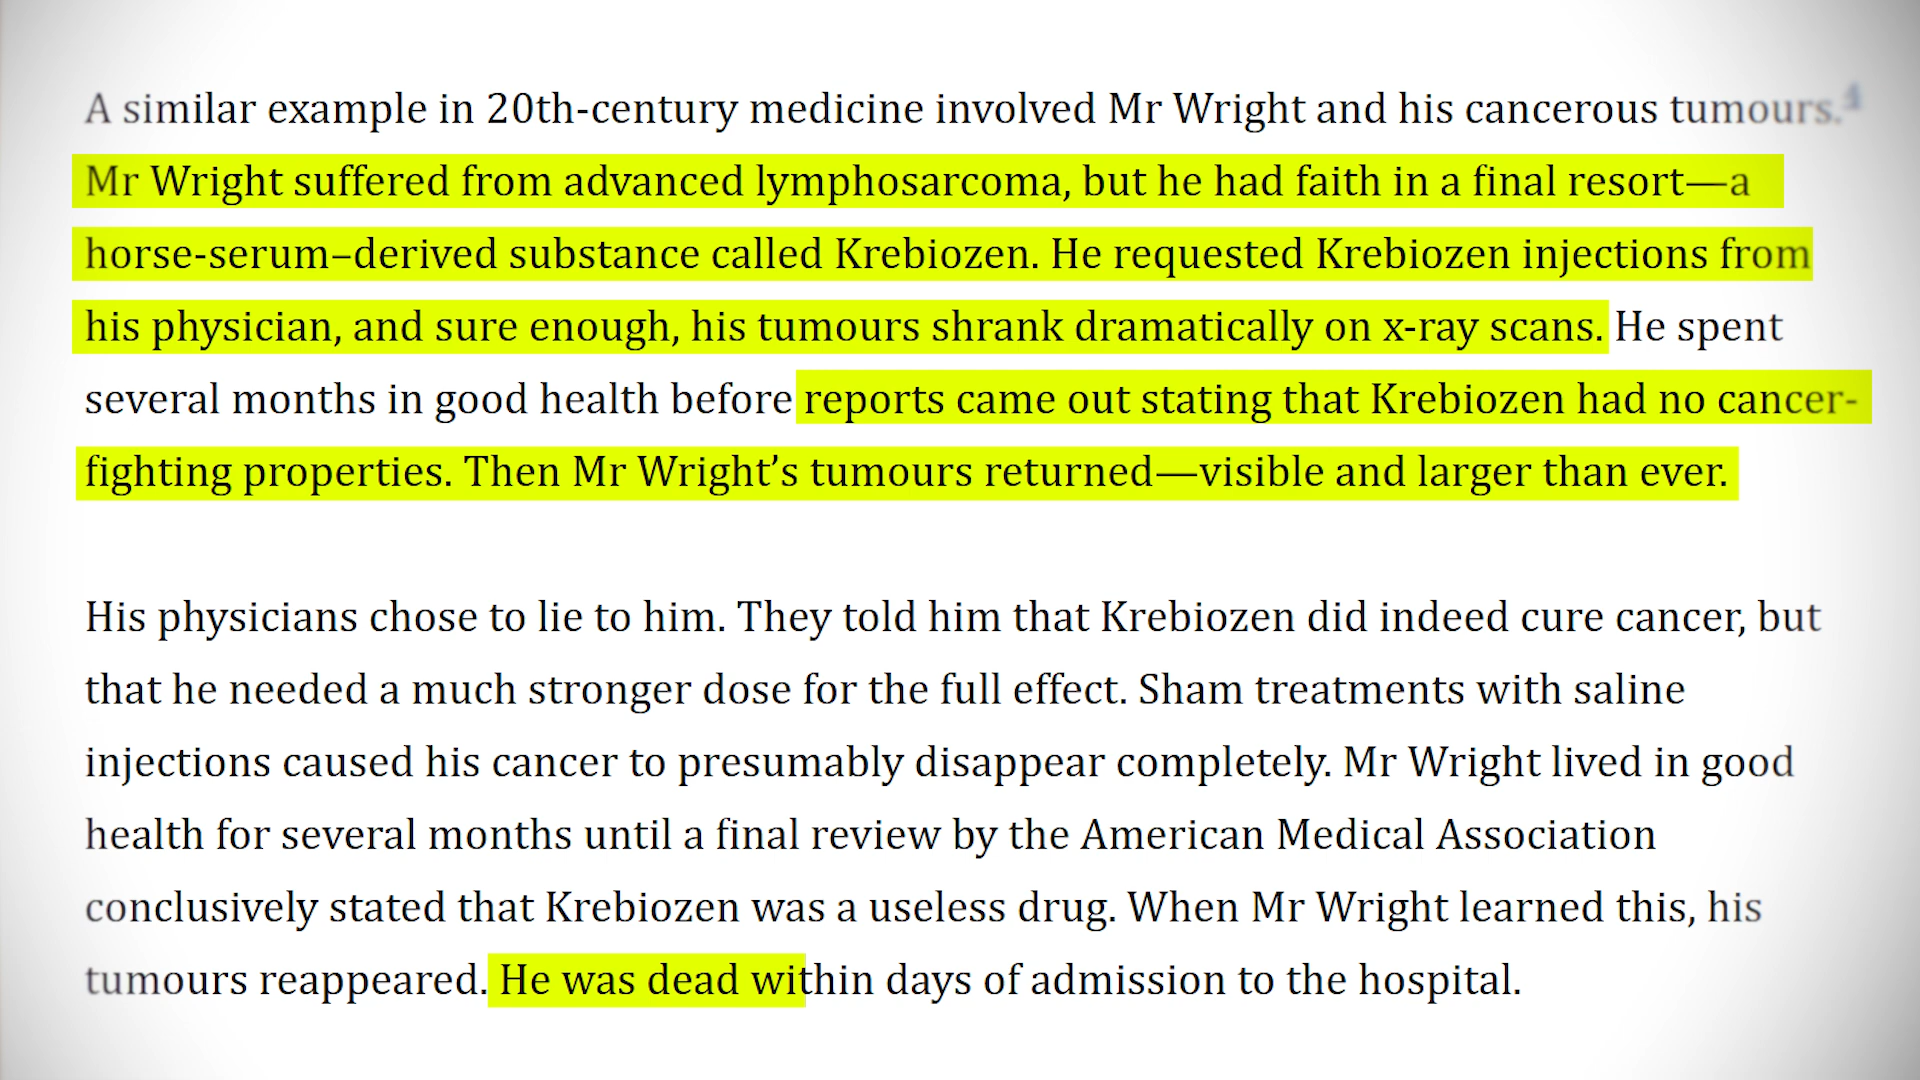 A similar example in 20th-century medicine involved Mr Wright and his cancerous tumours.4
Mr Wright suffered from advanced lymphosarcoma, but he had faith in a final resort—a
horse-serum–derived substance called Krebiozen. He requested Krebiozen injections from
his physician, and sure enough, his tumours shrank dramatically on x-ray scans. He spent
several months in good health before reports came out stating that Krebiozen had no cancer-
fighting properties. Then Mr Wright’s tumours returned—visible and larger than ever.
His physicians chose to lie to him. They told him that Krebiozen did indeed cure cancer, but
that he needed a much stronger dose for the full effect. Sham treatments with saline
injections caused his cancer to presumably disappear completely. Mr Wright lived in good
health for several months until a final review by the American Medical Association
conclusively stated that Krebiozen was a useless drug. When Mr Wright learned this, his
tumours reappeared. He was dead within days of admission to the hospital.